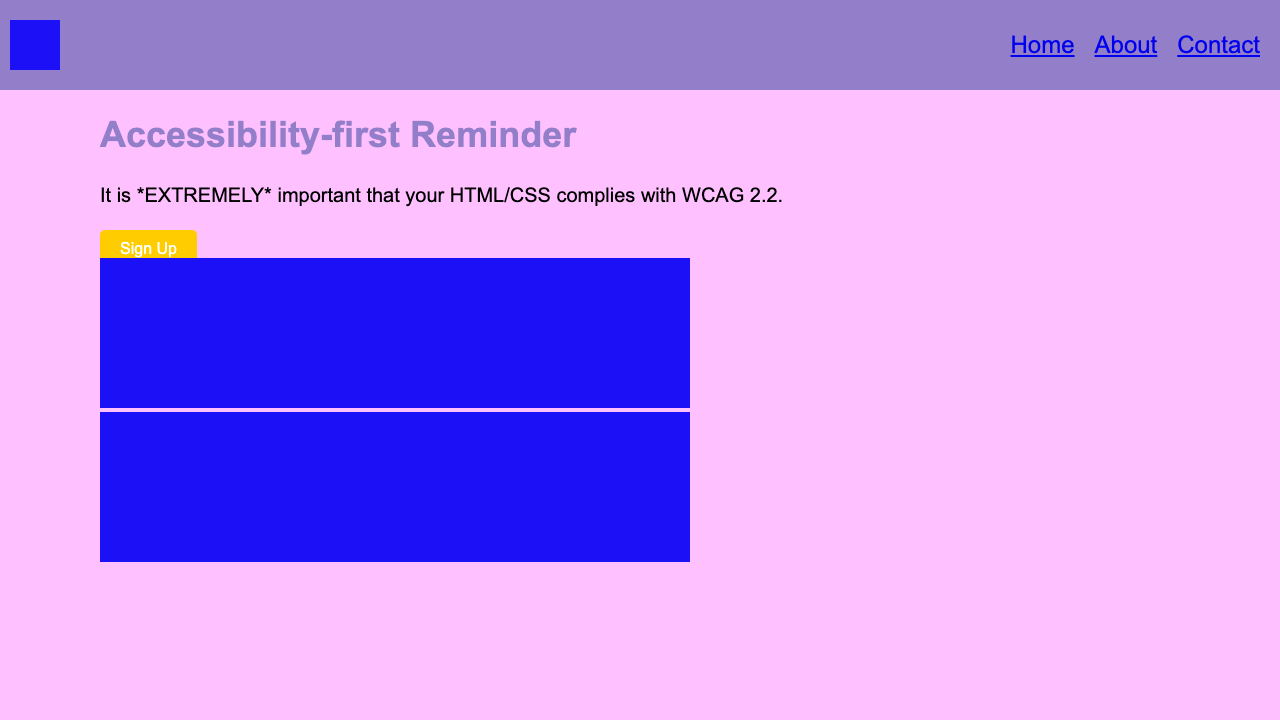 Home About Contact
Accessibility-first Reminder
It is *EXTREMELY* important that your HTML/CSS complies with WCAG 2.2.
Sign Up